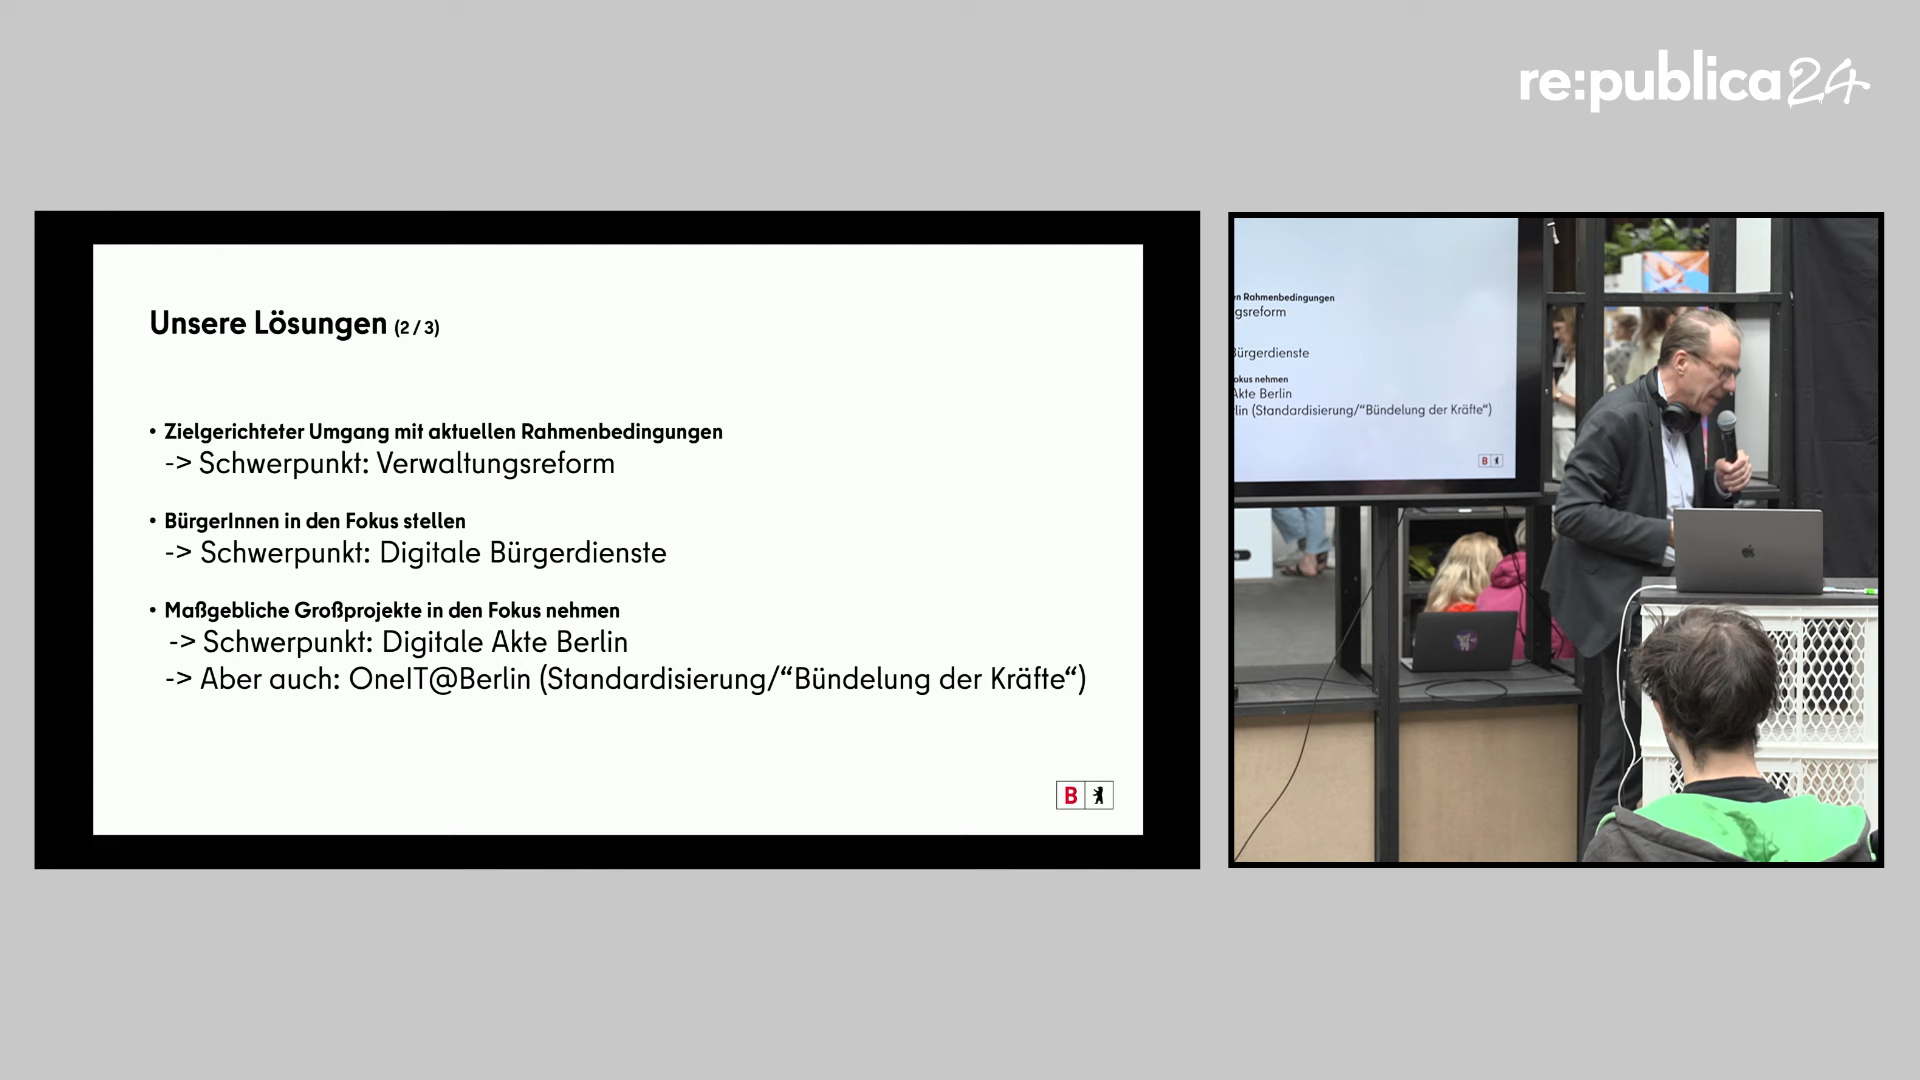 re:publica 24
Unsere Lösungen (2 / 3)
• Zielgerichteter Umgang mit aktuellen Rahmenbedingungen
-> Schwerpunkt: Verwaltungsreform
• BürgerInnen in den Fokus stellen
-> Schwerpunkt: Digitale Bürgerdienste
• Maßgebliche Großprojekte in den Fokus nehmen
-> Schwerpunkt: Digitale Akte Berlin
-> Aber auch: OneIT@Berlin (Standardisierung/“Bündelung der Kräfte“)
B
en Rahmenbedingungen
gsreform
Bürgerdienste
okus nehmen
Akte Berlin
lin (Standardisierung/“Bündelung der Kräfte“)
B